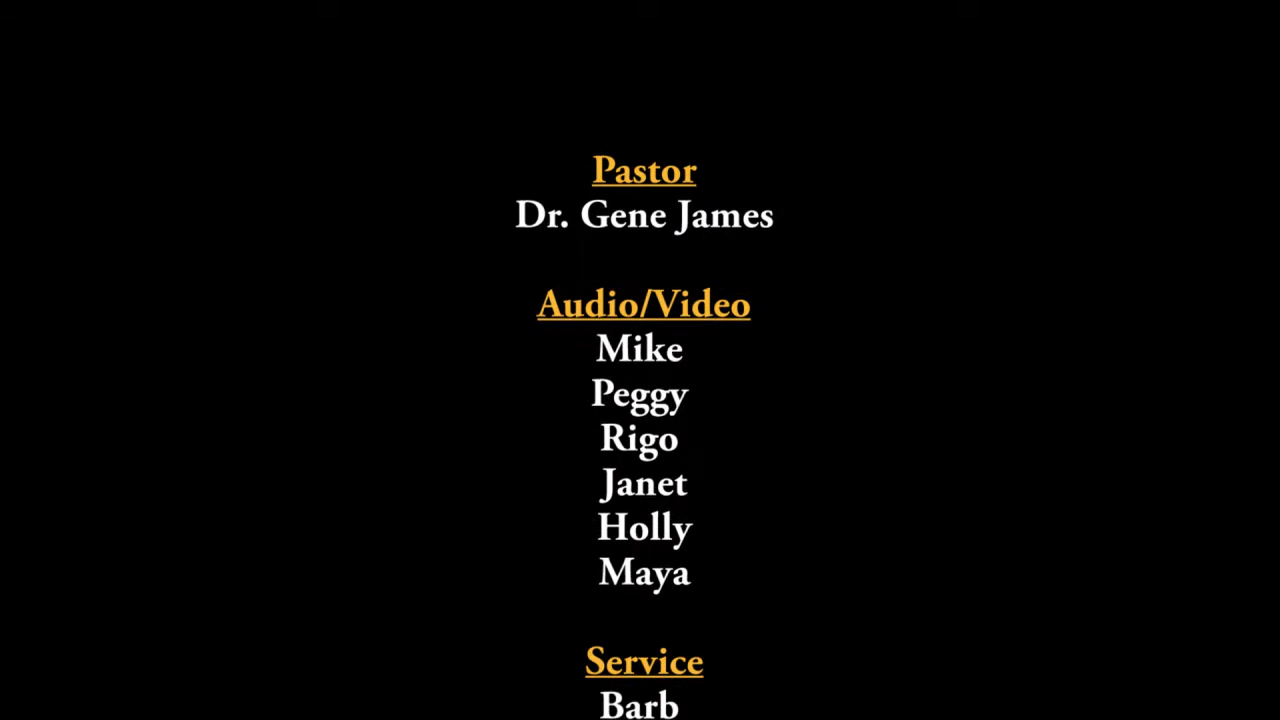 Pastor
Dr. Gene James
Audio/Video
Mike
Peggy
Rigo
Janet
Holly
Maya
Service
Barb